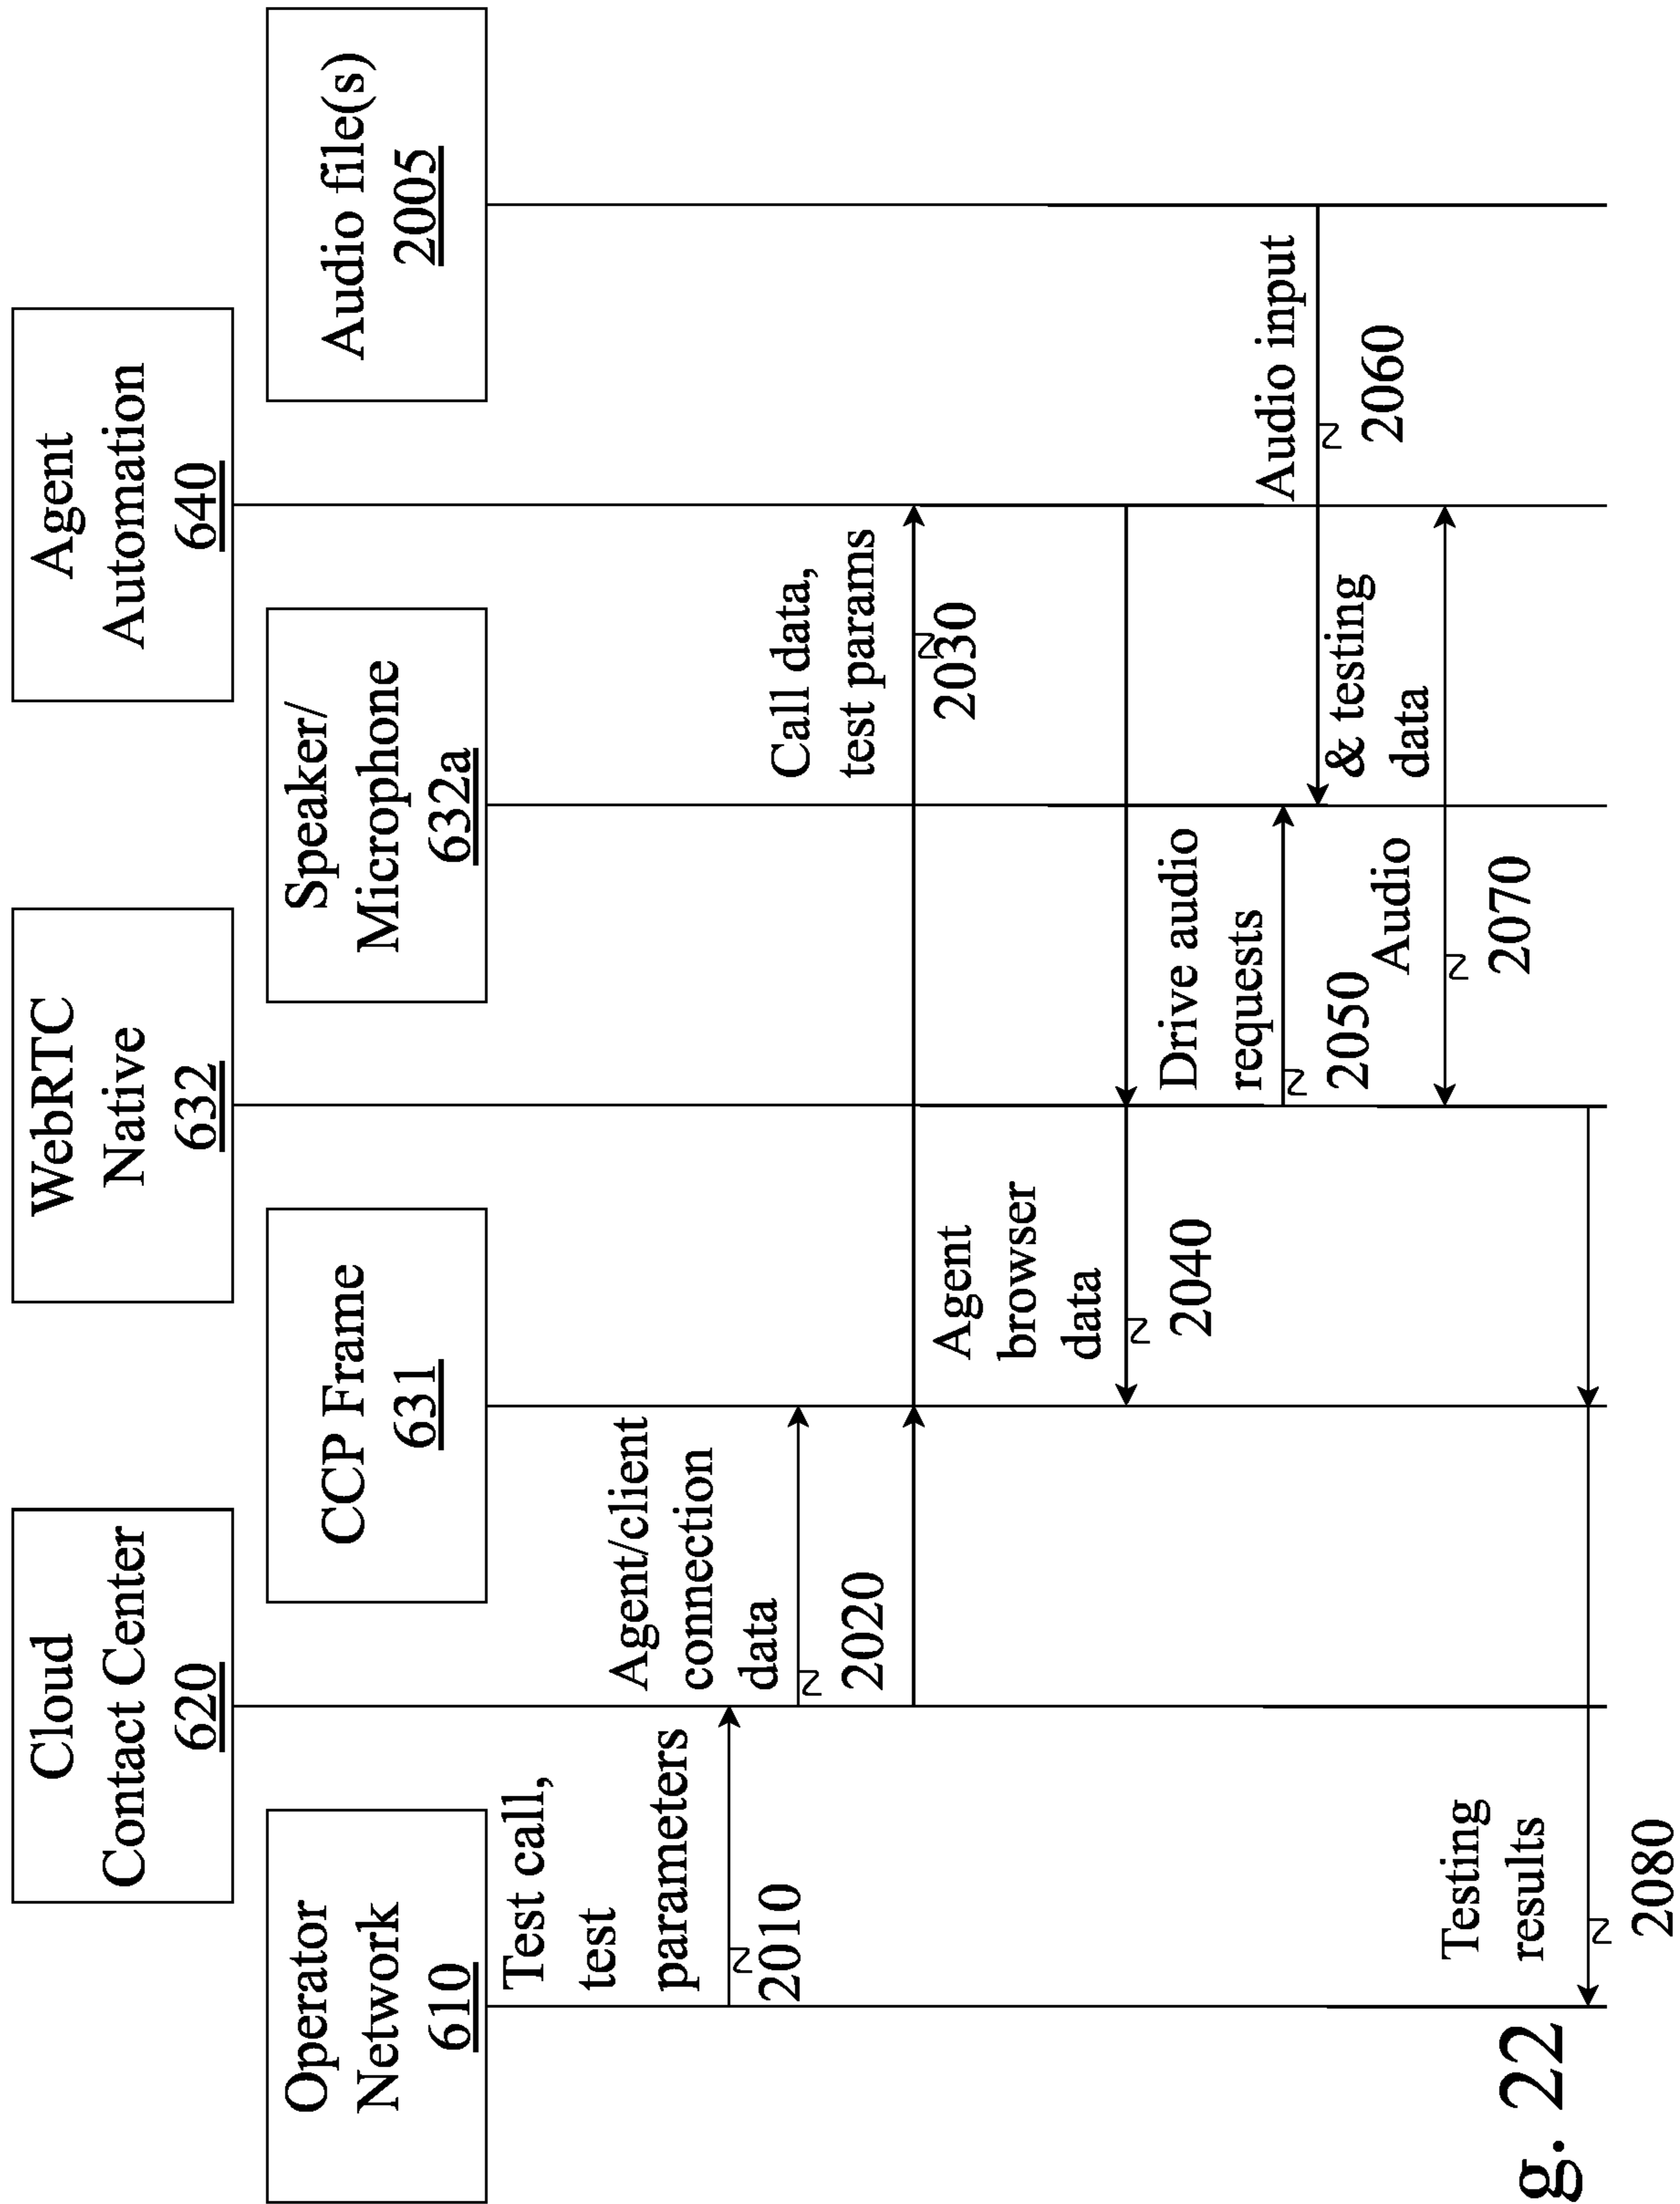 Cloud
Contact Center
620
WebRTC
Native
632
Agent
Automation
640
Operator
Network
610
CCP Frame
631
Speaker/
Microphone
632a
Audio file(s)
2005
Test call,
test
parameters
2010
Agent/client
connection
data
2020
Call data,
test params
2030
Agent
browser
data
2040
Drive audio
requests
2050
Audio input
2060
Audio & testing
data
2070
Testing
results
2080
g. 22